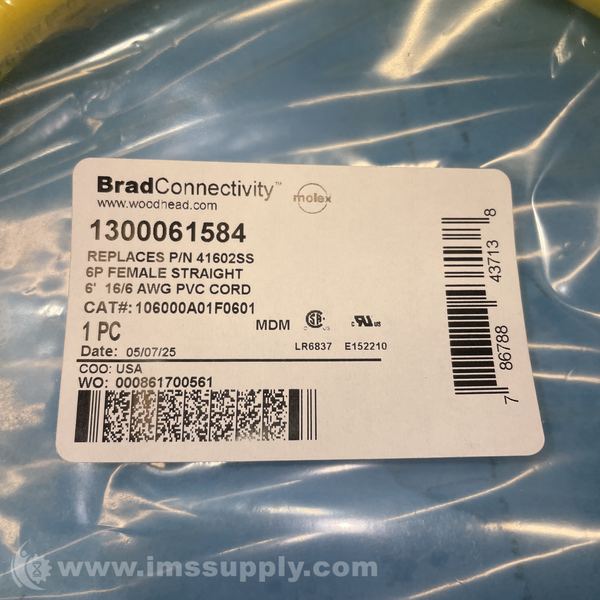 BradConnectivity™
www.woodhead.com
molex
1300061584
REPLACES P/N 41602SS
6P FEMALE STRAIGHT
6' 16/6 AWG PVC CORD
CAT#: 106000A01F0601
1 PC
MDM
Date: 05/07/25
LR6837 E152210
COO: USA
WO: 000861700561
7 86788 43713 8
www.imssupply.com